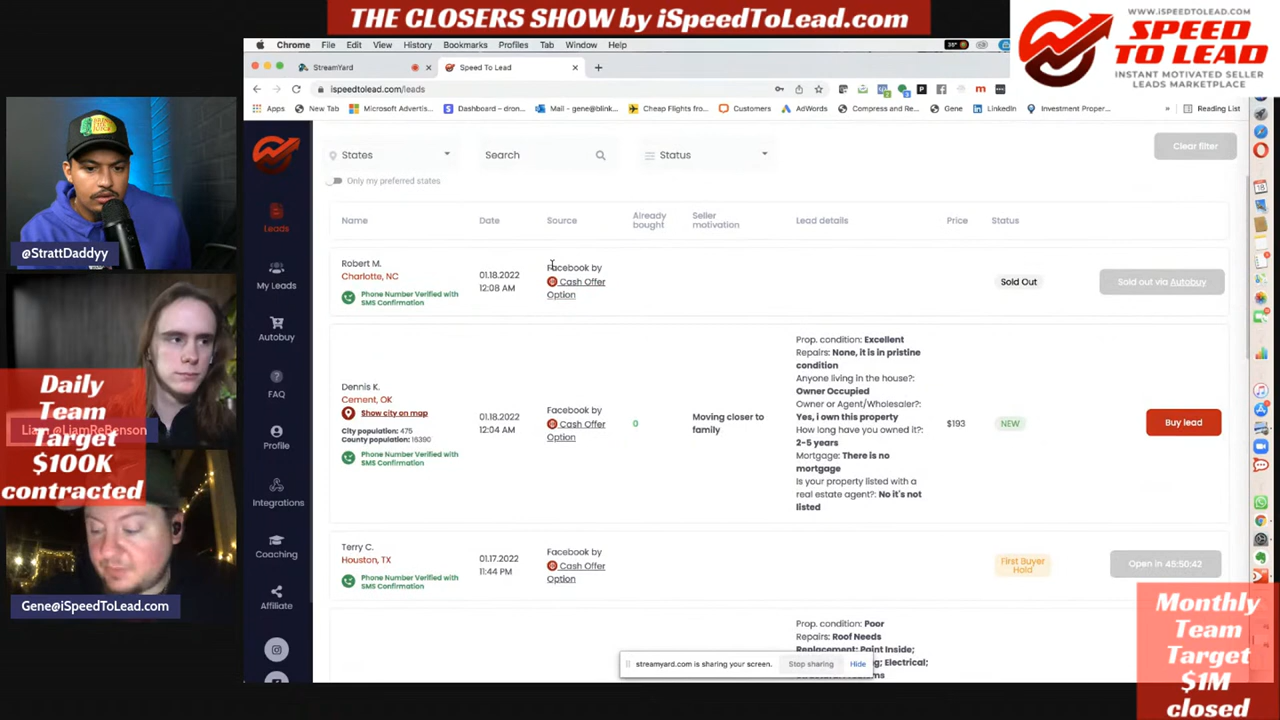 THE CLOSERS SHOW by iSpeedToLead.com
WWW.ISPEEDTOLEAD.COM
SPEED
TO LEAD
INSTANT MOTIVATED SELLER
LEADS MARKETPLACE
Chrome File Edit View History Bookmarks Profiles Tab Window Help
StreamYard
Speed To Lead
ispeedtolead.com/leads
Apps
New Tab
Microsoft Advertis...
Dashboard – dron...
Mail - gene@blink...
Cheap Flights fro...
Customers
AdWords
Compress and Re...
Gene
LinkedIn
Investment Proper...
Reading List
Leads
My Leads
Autobuy
FAQ
Profile
Integrations
Coaching
Affiliate
States
Search
Status
Clear filter
Only my preferred states
Name
Date
Source
Already
bought
Seller
motivation
Lead details
Price
Status
Robert M.
Charlotte, NC
Phone Number Verified with
SMS Confirmation
01.18.2022
12:08 AM
Facebook by
Cash Offer
Option
Sold Out
Sold out via Autobuy
Dennis K.
Cement, OK
Show city on map
City population: 475
County population: 16390
Phone Number Verified with
SMS Confirmation
01.18.2022
12:04 AM
Facebook by
Cash Offer
Option
0
Moving closer to
family
Prop. condition: Excellent
Repairs: None, it is in pristine
condition
Anyone living in the house?:
Owner Occupied
Owner or Agent/Wholesaler?:
Yes, i own this property
How long have you owned it?:
2-5 years
Mortgage: There is no
mortgage
Is your property listed with a
real estate agent?: No it's not
listed
$193
NEW
Buy lead
Terry C.
Houston, TX
Phone Number Verified with
SMS Confirmation
01.17.2022
11:44 PM
Facebook by
Cash Offer
Option
First Buyer
Hold
Open in 45:50:42
Prop. condition: Poor
Repairs: Roof Needs
Replacement; Paint Inside;
Electrical;
streamyard.com is sharing your screen.
Stop sharing
Hide
@StrattDaddyy
Liam @LiamReBenson
Gene@iSpeedToLead.com
Daily
Team
Target
$100K
contracted
Monthly
Team
Target
$1M
closed